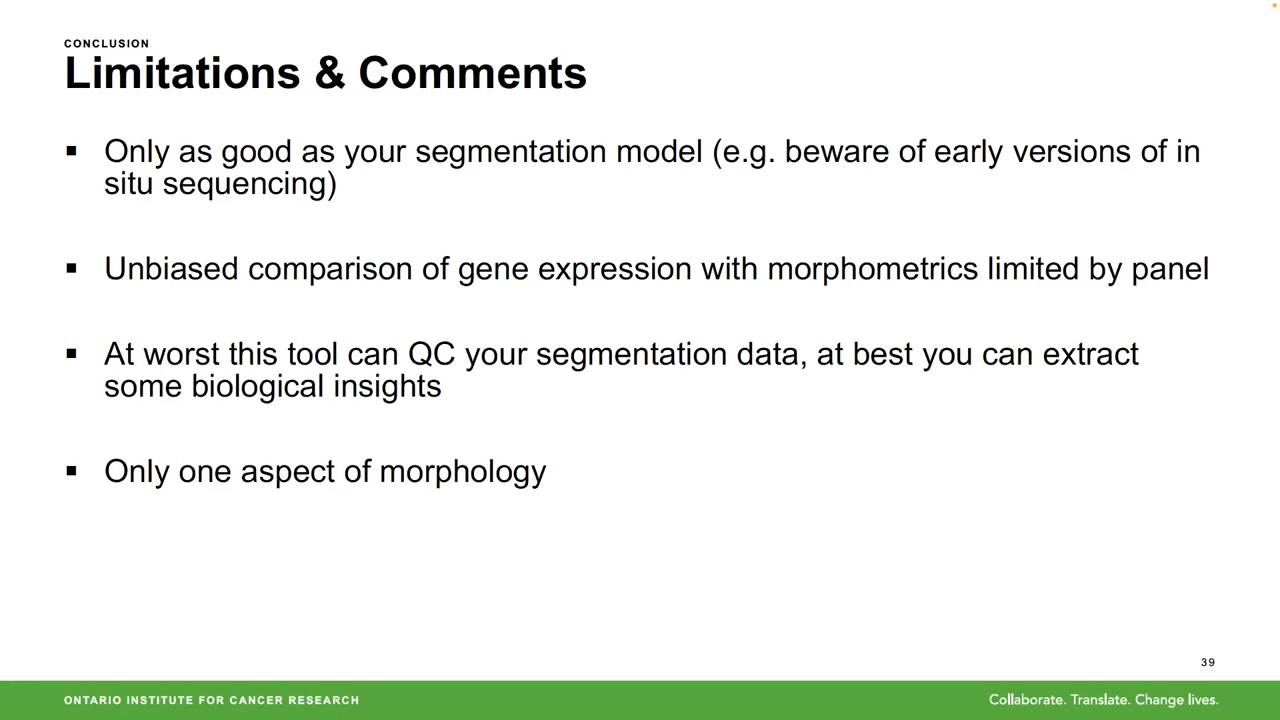 CONCLUSION
Limitations & Comments
▪ Only as good as your segmentation model (e.g. beware of early versions of in
situ sequencing)
▪ Unbiased comparison of gene expression with morphometrics limited by panel
▪ At worst this tool can QC your segmentation data, at best you can extract
some biological insights
▪ Only one aspect of morphology
39
ONTARIO INSTITUTE FOR CANCER RESEARCH
Collaborate. Translate. Change lives.